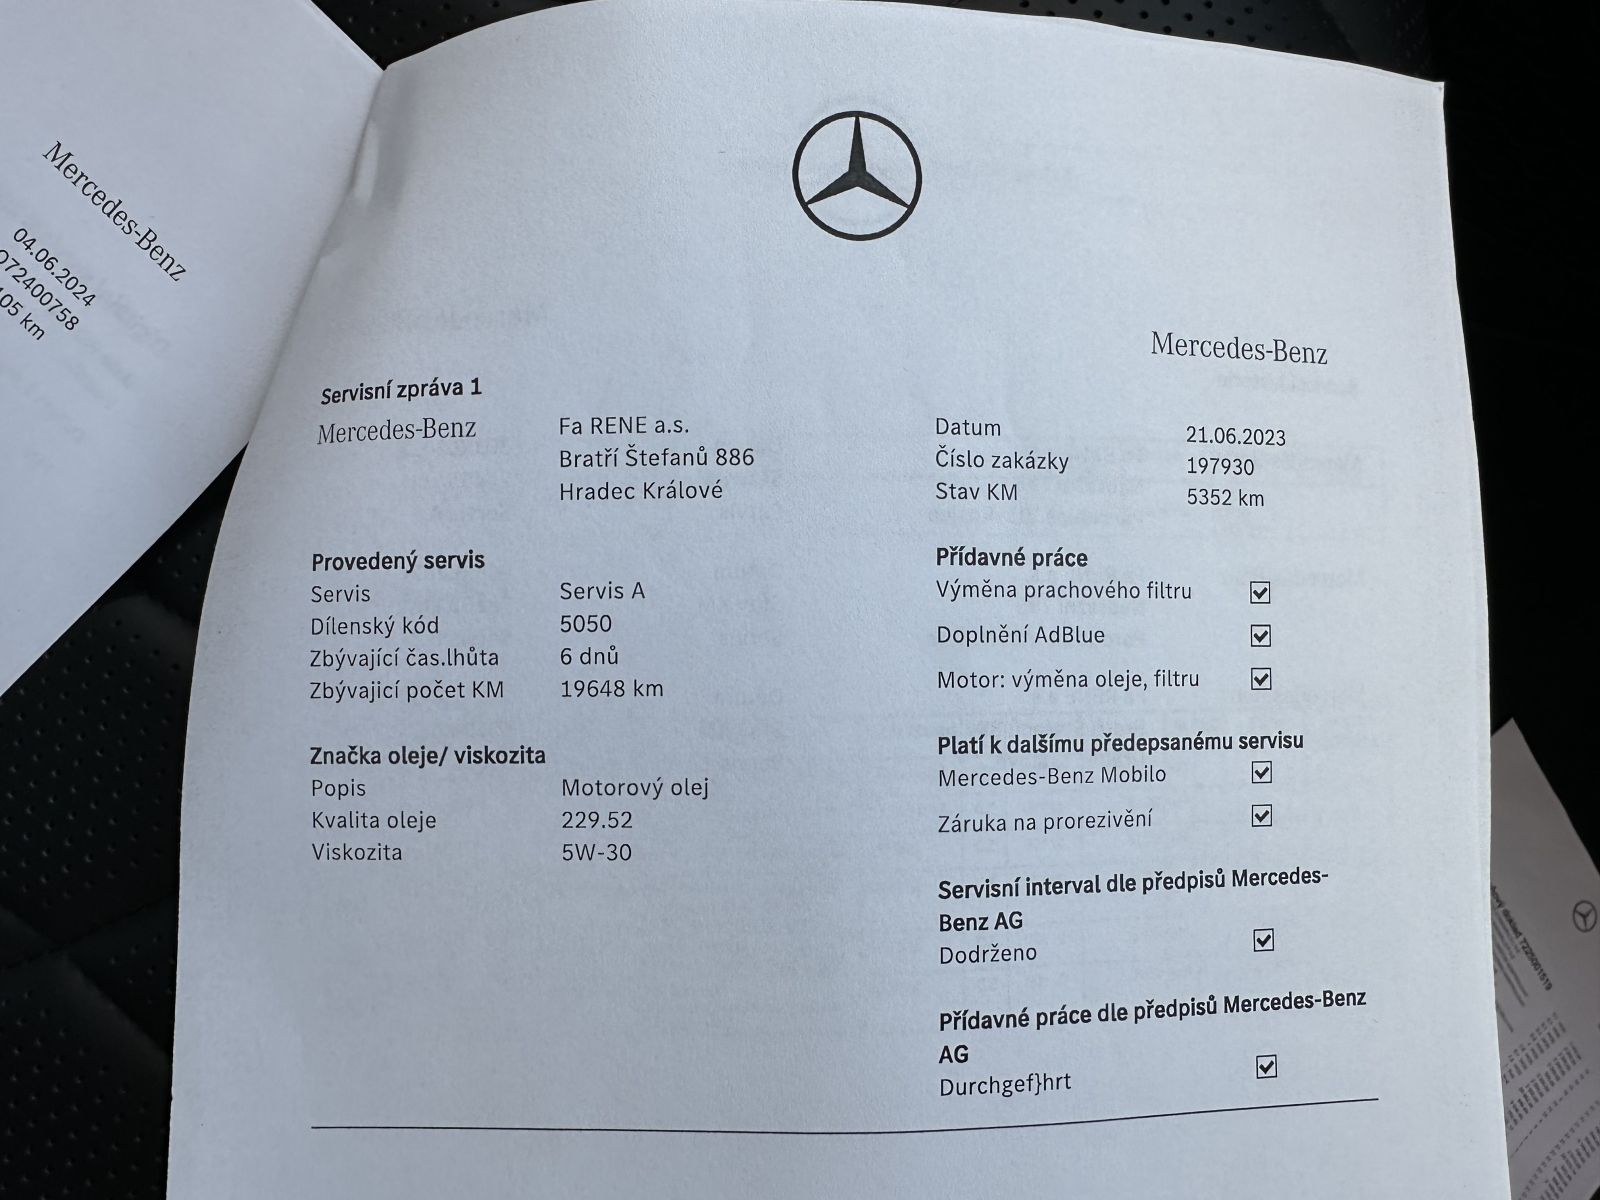 Mercedes-Benz
04.06.2024
072400758
05 km
Mercedes-Benz
Servisní zpráva 1
Mercedes-Benz
Fa RENE a.s.
Bratří Štefanů 886
Hradec Králové
Datum 21.06.2023
Číslo zakázky 197930
Stav KM 5352 km
Provedený servis
Servis Servis A
Dílenský kód 5050
Zbývající čas.lhůta 6 dnů
Zbývajicí počet KM 19648 km
Značka oleje/ viskozita
Popis Motorový olej
Kvalita oleje 229.52
Viskozita 5W-30
Přídavné práce
Výměna prachového filtru
Doplnění AdBlue
Motor: výměna oleje, filtru
Platí k dalšímu předepsanému servisu
Mercedes-Benz Mobilo
Záruka na prorezivění
Servisní interval dle předpisů Mercedes-
Benz AG
Dodrženo
Přídavné práce dle předpisů Mercedes-Benz
AG
Durchgef}hrt
doklad 7225001519